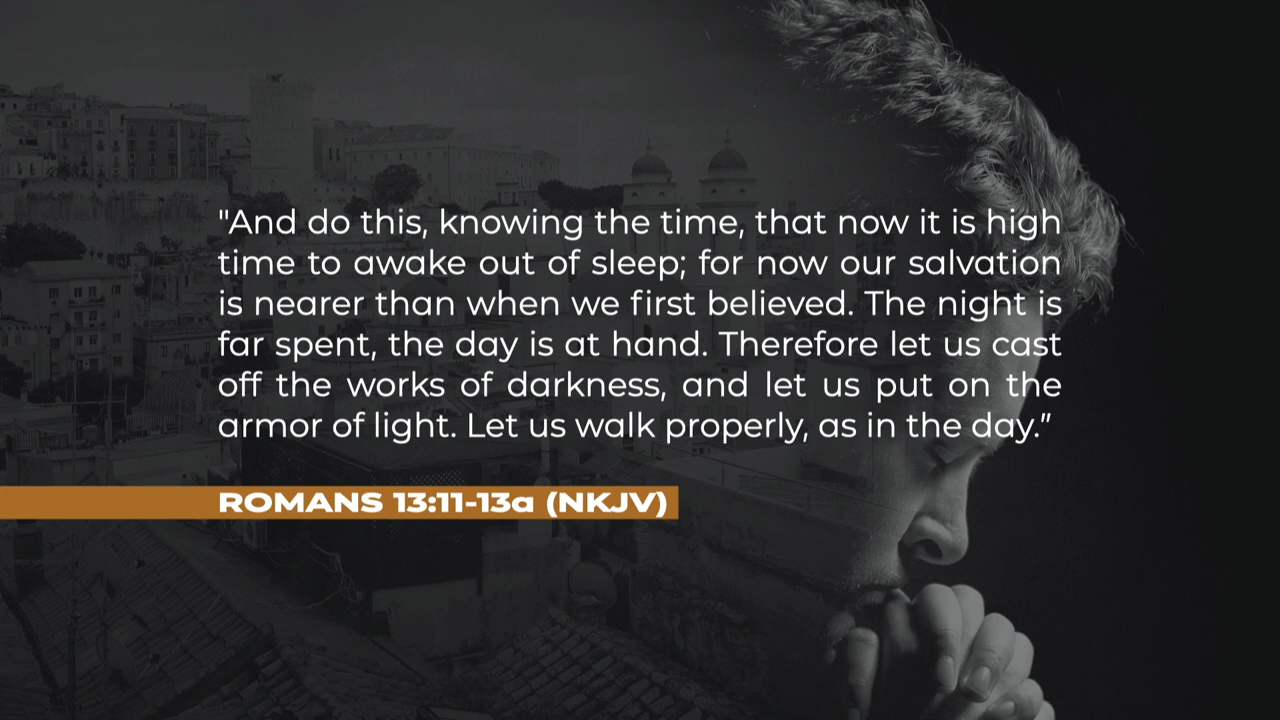 "And do this, knowing the time, that now it is high
time to awake out of sleep; for now our salvation
is nearer than when we first believed. The night is
far spent, the day is at hand. Therefore let us cast
off the works of darkness, and let us put on the
armor of light. Let us walk properly, as in the day.”
ROMANS 13:11-13a (NKJV)